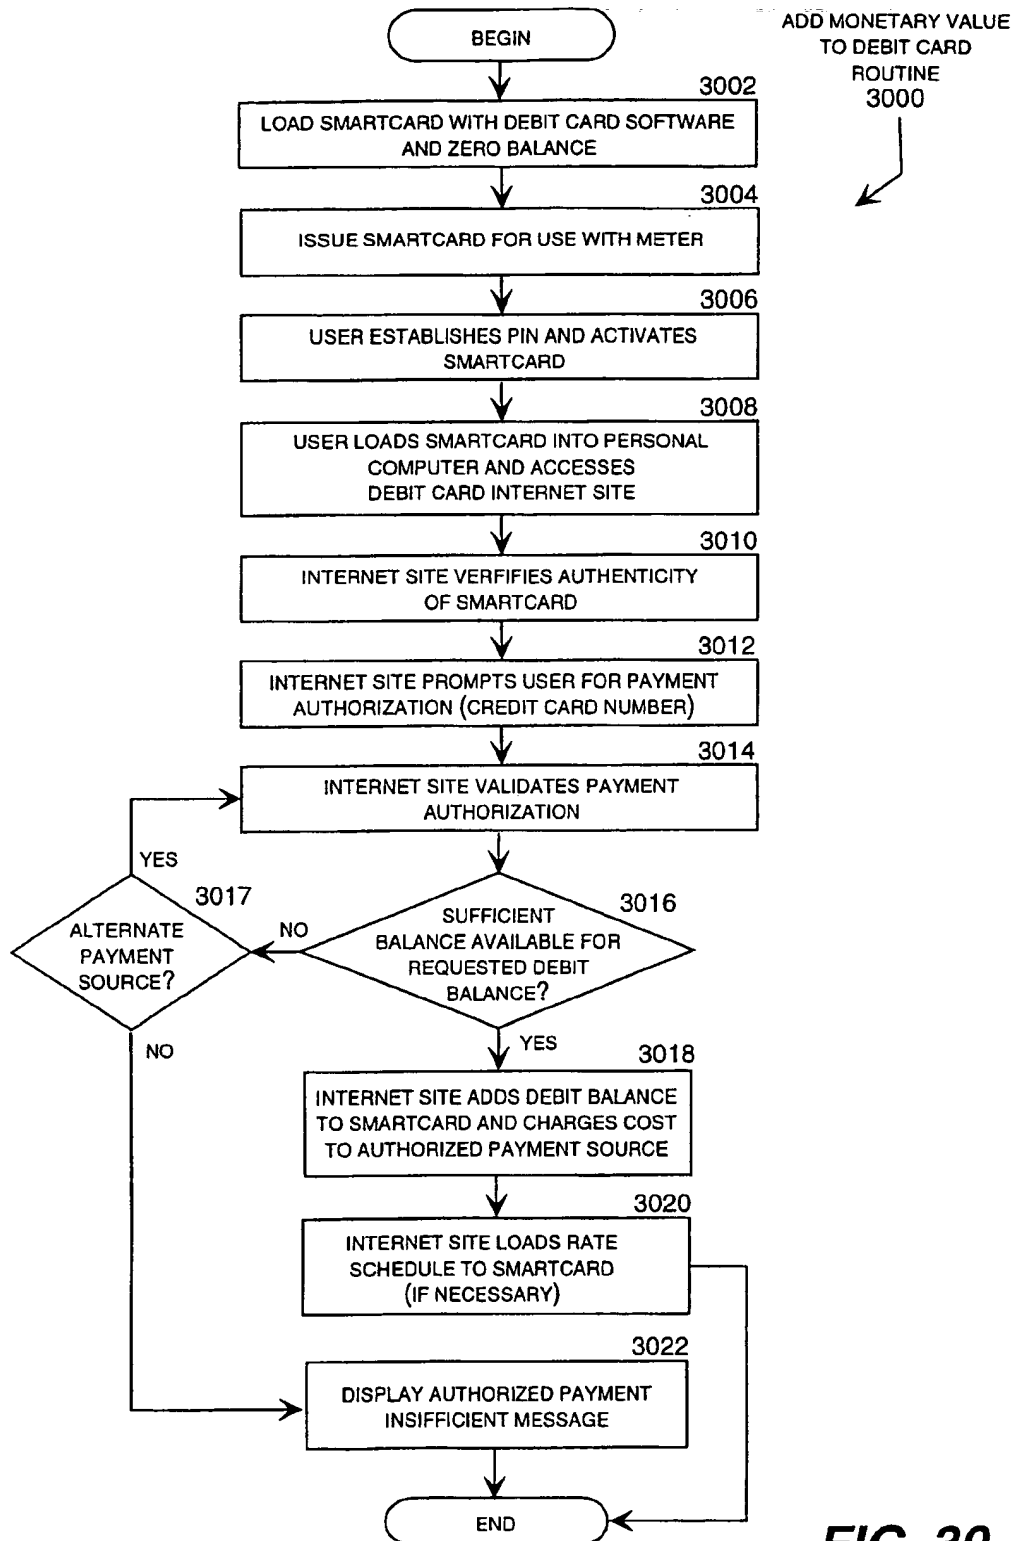 BEGIN
ADD MONETARY VALUE
TO DEBIT CARD
ROUTINE
3000
3002
LOAD SMARTCARD WITH DEBIT CARD SOFTWARE
AND ZERO BALANCE
3004
ISSUE SMARTCARD FOR USE WITH METER
3006
USER ESTABLISHES PIN AND ACTIVATES
SMARTCARD
3008
USER LOADS SMARTCARD INTO PERSONAL
COMPUTER AND ACCESSES
DEBIT CARD INTERNET SITE
3010
INTERNET SITE VERFIFIES AUTHENTICITY
OF SMARTCARD
3012
INTERNET SITE PROMPTS USER FOR PAYMENT
AUTHORIZATION (CREDIT CARD NUMBER)
3014
INTERNET SITE VALIDATES PAYMENT
AUTHORIZATION
YES
3017
ALTERNATE
PAYMENT
SOURCE?
NO
3016
SUFFICIENT
BALANCE AVAILABLE FOR
REQUESTED DEBIT
BALANCE?
NO
YES
3018
INTERNET SITE ADDS DEBIT BALANCE
TO SMARTCARD AND CHARGES COST
TO AUTHORIZED PAYMENT SOURCE
3020
INTERNET SITE LOADS RATE
SCHEDULE TO SMARTCARD
(IF NECESSARY)
3022
DISPLAY AUTHORIZED PAYMENT
INSIFFICIENT MESSAGE
END
FIG. 30